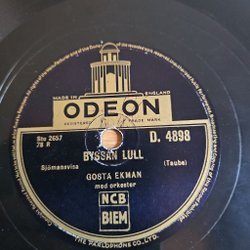 MADE IN ENGLAND
ODEON
REGISTERED TRADE MARK
Sto 2657
78 R
D. 4898
BYSSAN LULL
Sjömansvisa
(Taube)
GOSTA EKMAN
med orkester
NCB
BIEM
THE PARLOPHONE CO. LTD.